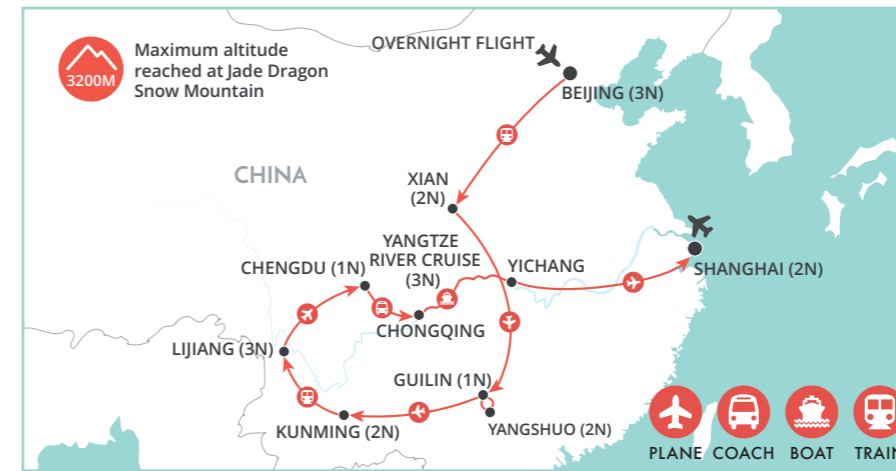 Maximum altitude
reached at Jade Dragon
Snow Mountain
3200M
OVERNIGHT FLIGHT
BEIJING (3N)
CHINA
XIAN
(2N)
YANGTZE
RIVER CRUISE
(3N)
CHENGDU (1N)
YICHANG
SHANGHAI (2N)
CHONGQING
LIJIANG (3N)
GUILIN (1N)
KUNMING (2N)
YANGSHUO (2N)
PLANE COACH BOAT TRAIN